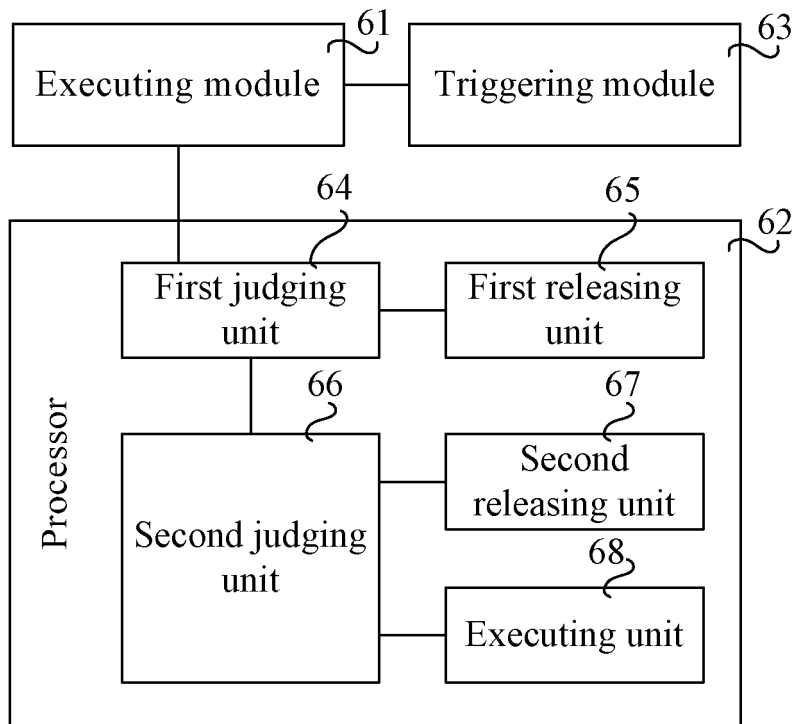 61
63
Executing module
Triggering module
64
65
62
First judging
unit
First releasing
unit
Processor
66
67
Second judging
unit
Second
releasing unit
68
Executing unit